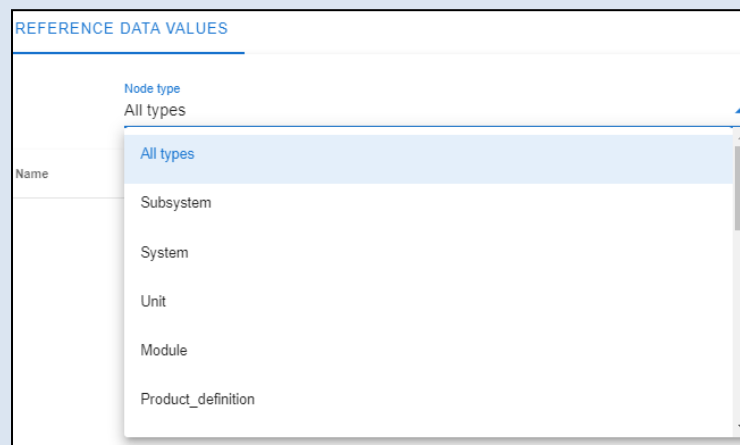 REFERENCE DATA VALUES
Node type
All types
All types
Name
Subsystem
System
Unit
Module
Product_definition